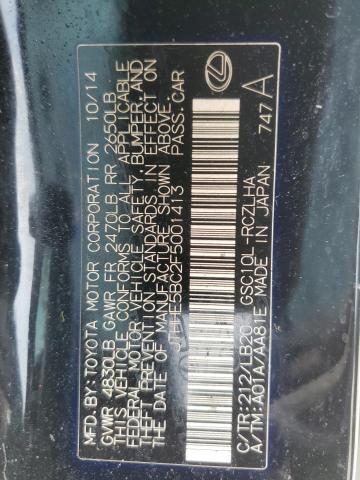 MFD. BY: TOYOTA MOTOR CORPORATION 10/14
GVWR 4830LB GAWR FR 2470LB RR 2650LB
THIS VEHICLE CONFORMS TO ALL APPLICABLE
FEDERAL MOTOR VEHICLE SAFETY, BUMPER, AND
THEFT PREVENTION STANDARDS IN EFFECT ON
THE DATE OF MANUFACTURE SHOWN ABOVE.
JTHHE5BC2F5001413 PASS. CAR
C/TR: 212/LB20 GSC10L-RCZLHA
A/TM: A01A/AA81E MADE IN JAPAN 747 A